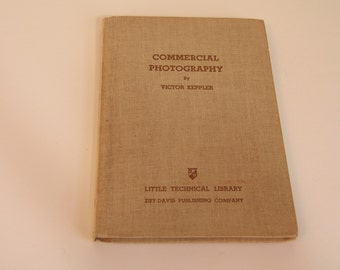 COMMERCIAL
PHOTOGRAPHY
By
VICTOR KEPPLER
LITTLE TECHNICAL LIBRARY
ZIFF-DAVIS PUBLISHING COMPANY